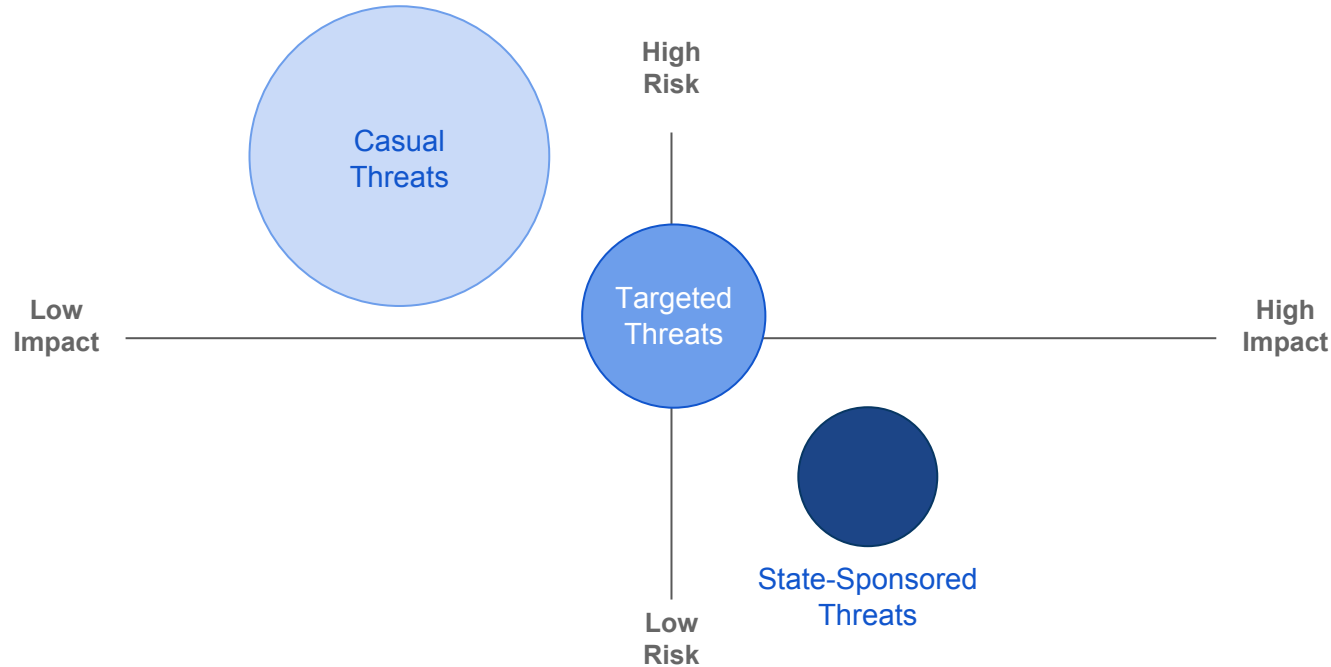 High
Risk
Casual
Threats
Targeted
Threats
Low
Impact
High
Impact
State-Sponsored
Threats
Low
Risk